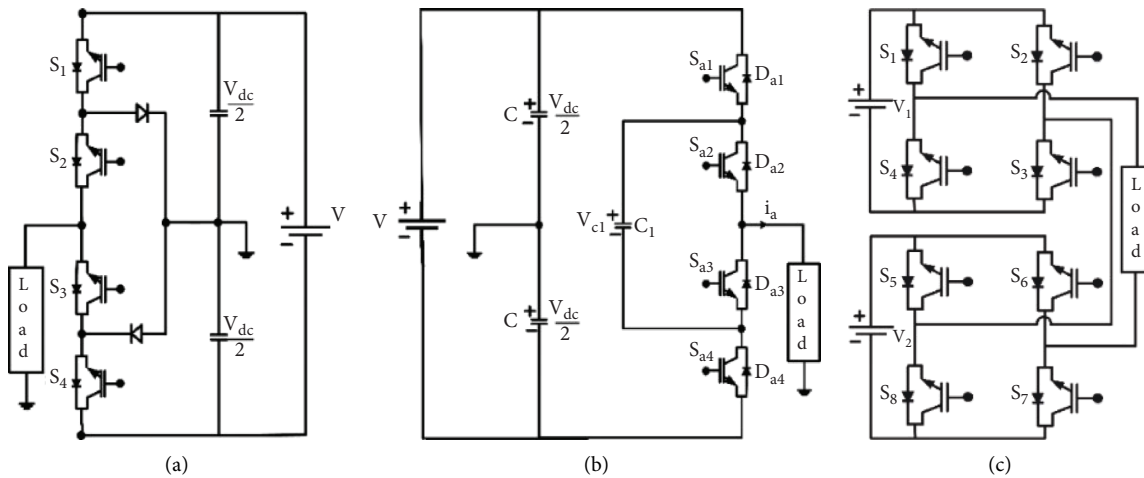 S1
S2
S3
S4
Load
Vdc/2
Vdc/2
+
−
V
(a)
V
+
−
C
+
−
Vdc/2
C
+
−
Vdc/2
Vc1
+
−
C1
Sa1
Da1
Sa2
Da2
ia
Sa3
Da3
Sa4
Da4
Load
(b)
S1
S2
+
−
V1
S4
S3
Load
S5
S6
+
−
V2
S8
S7
(c)